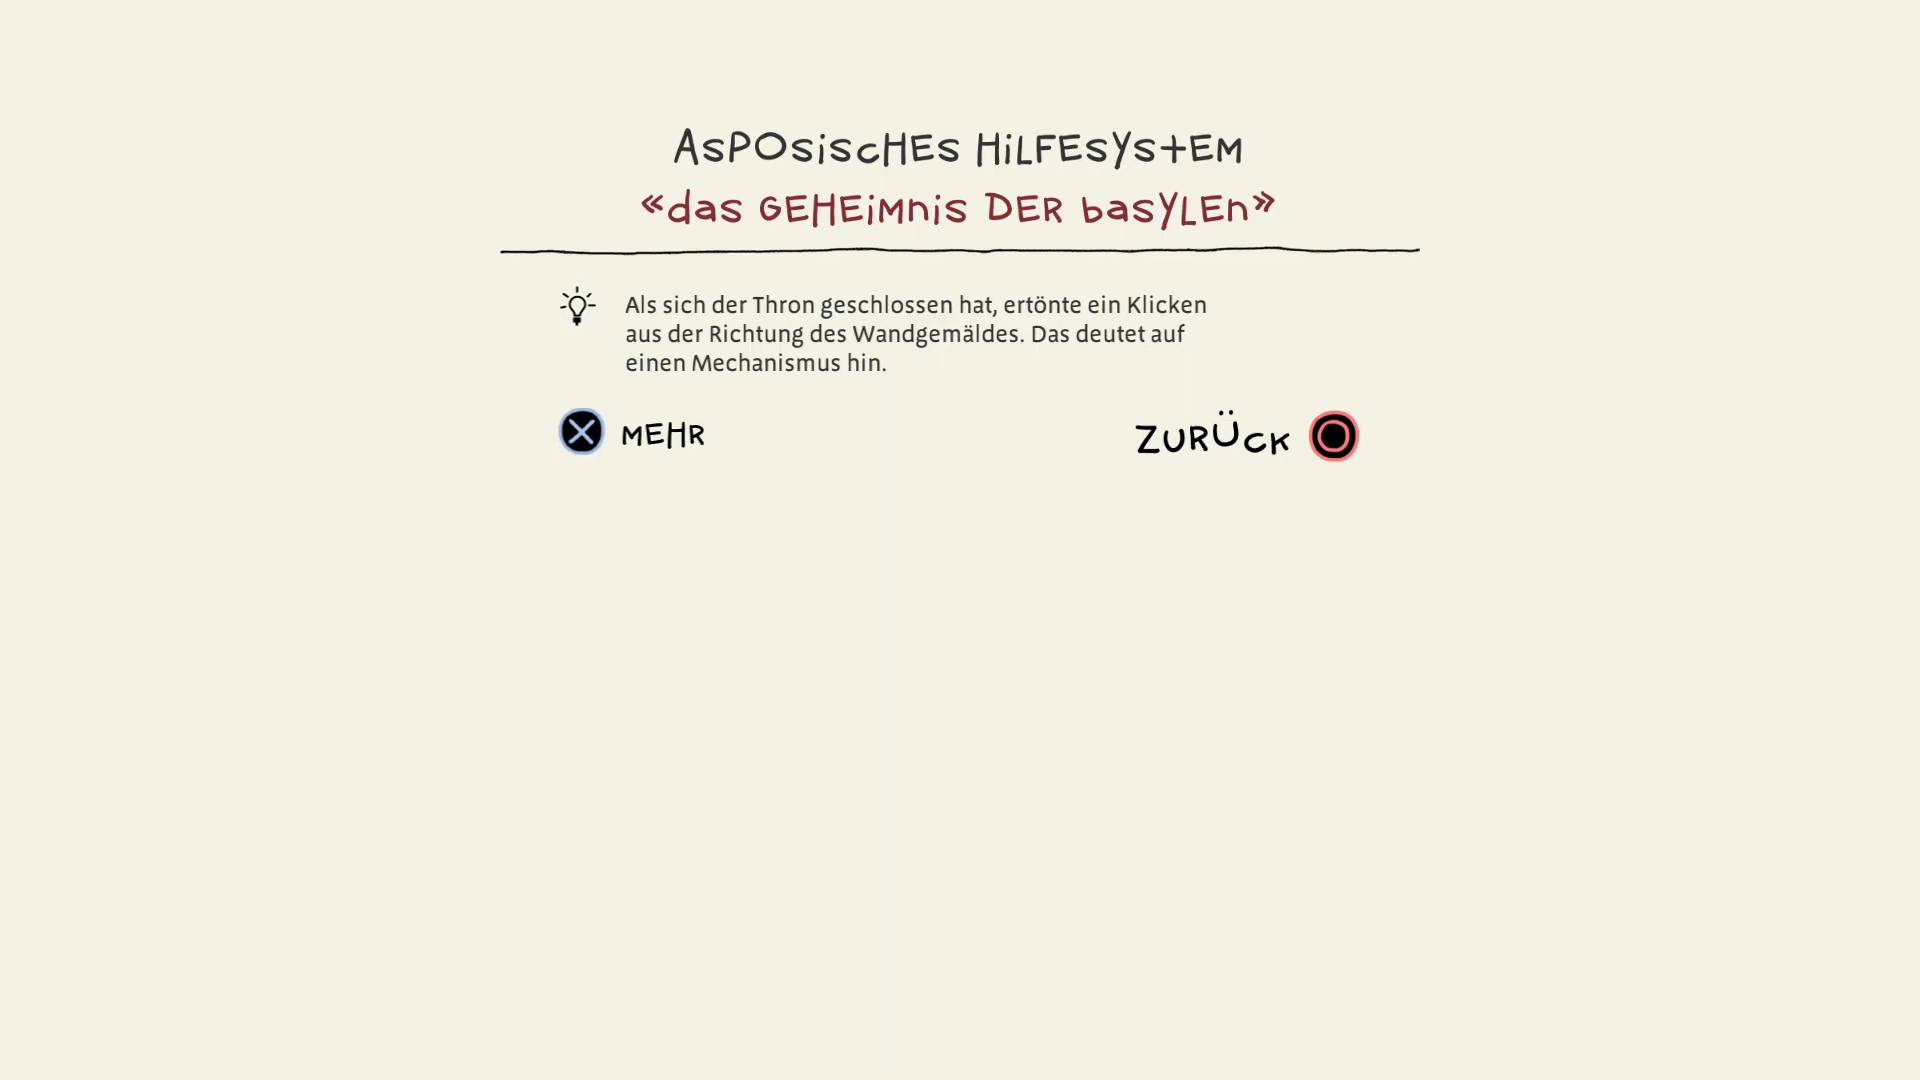 Asposisches Hilfesystem
«das Geheimnis der Basylen»
Als sich der Thron geschlossen hat, ertönte ein Klicken
aus der Richtung des Wandgemäldes. Das deutet auf
einen Mechanismus hin.
Mehr
Zurück